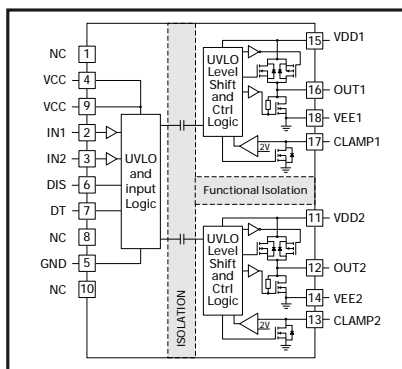 NC 1
VCC 4
VCC 9
IN1 2
IN2 3
DIS 6
DT 7
NC 8
GND 5
NC 10
UVLO
and
input
Logic
ISOLATION
UVLO
Level
Shift
and
Ctrl
Logic
2V
15 VDD1
16 OUT1
18 VEE1
17 CLAMP1
Functional Isolation
UVLO
Level
Shift
and
Ctrl
Logic
2V
11 VDD2
12 OUT2
14 VEE2
13 CLAMP2